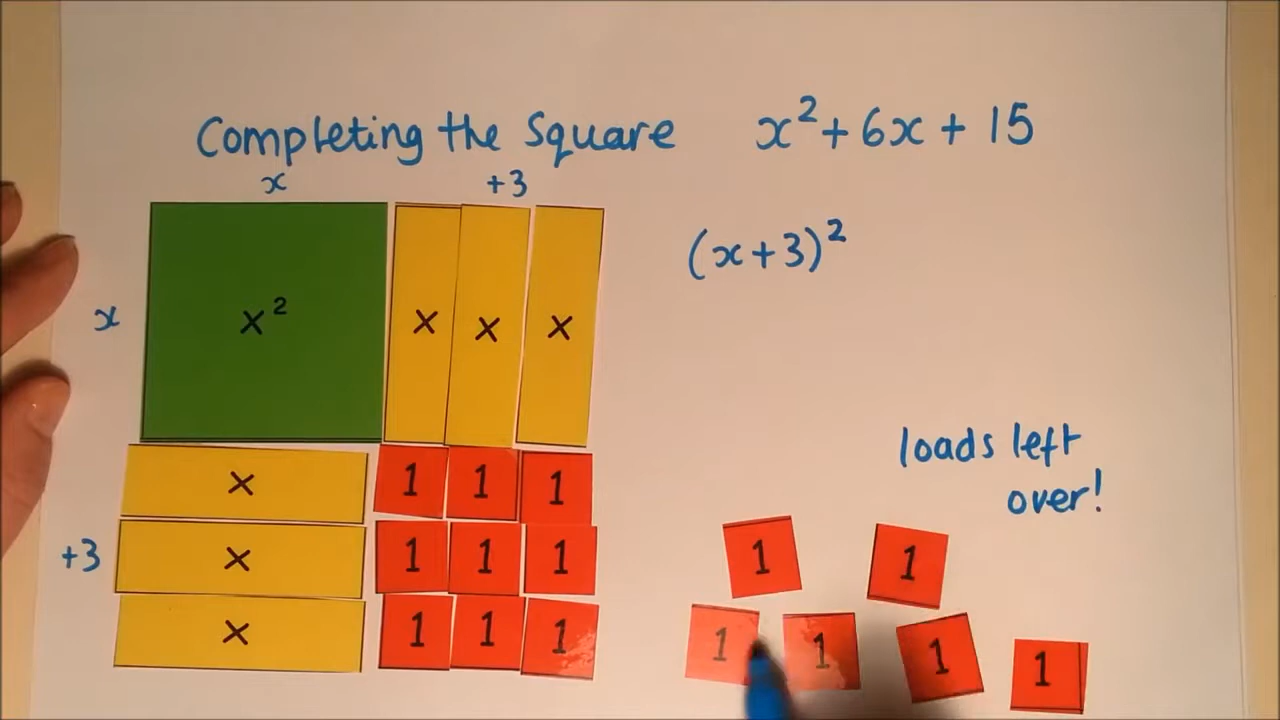 Completing the Square x² + 6x + 15
x +3
(x+3)²
x x² x x x
loads left
over!
x 1 1 1
+3 x 1 1 1
1 1
x 1 1 1
1 1 1 1